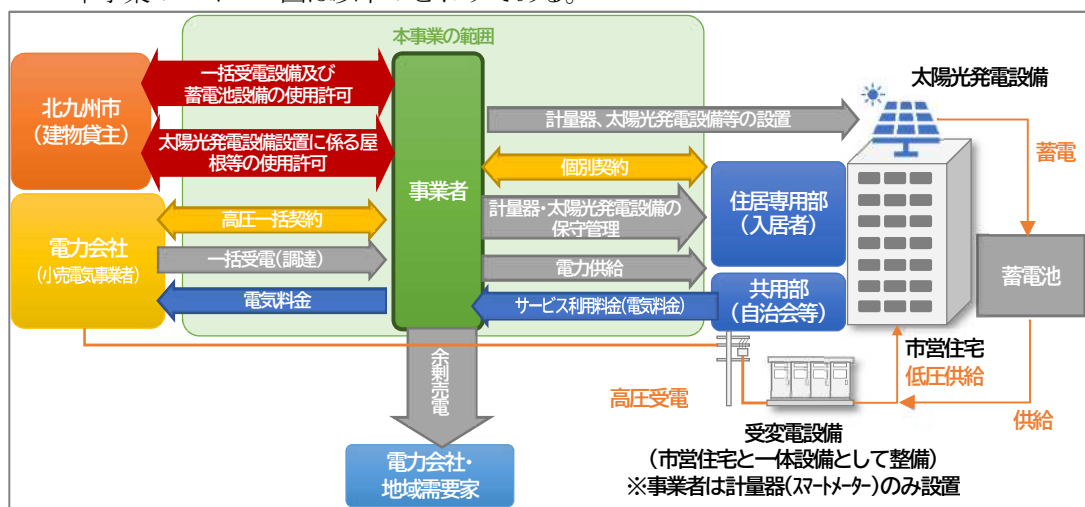 本事業の範囲
北九州市
（建物貸主）
一括受電設備及び
蓄電池設備の使用許可
太陽光発電設備設置に係る屋
根等の使用許可
事業者
計量器、太陽光発電設備等の設置
太陽光発電設備
蓄電
個別契約
計量器・太陽光発電設備の
保守管理
電力供給
住居専用部
（入居者）
電力会社
（小売電気事業者）
高圧一括契約
一括受電（調達）
電気料金
サービス利用料金（電気料金）
共用部
（自治会等）
蓄電池
市営住宅
低圧供給
余剰売電
高圧受電
供給
受変電設備
（市営住宅と一体設備として整備）
※事業者は計量器（スマートメーター）のみ設置
電力会社・
地域需要家